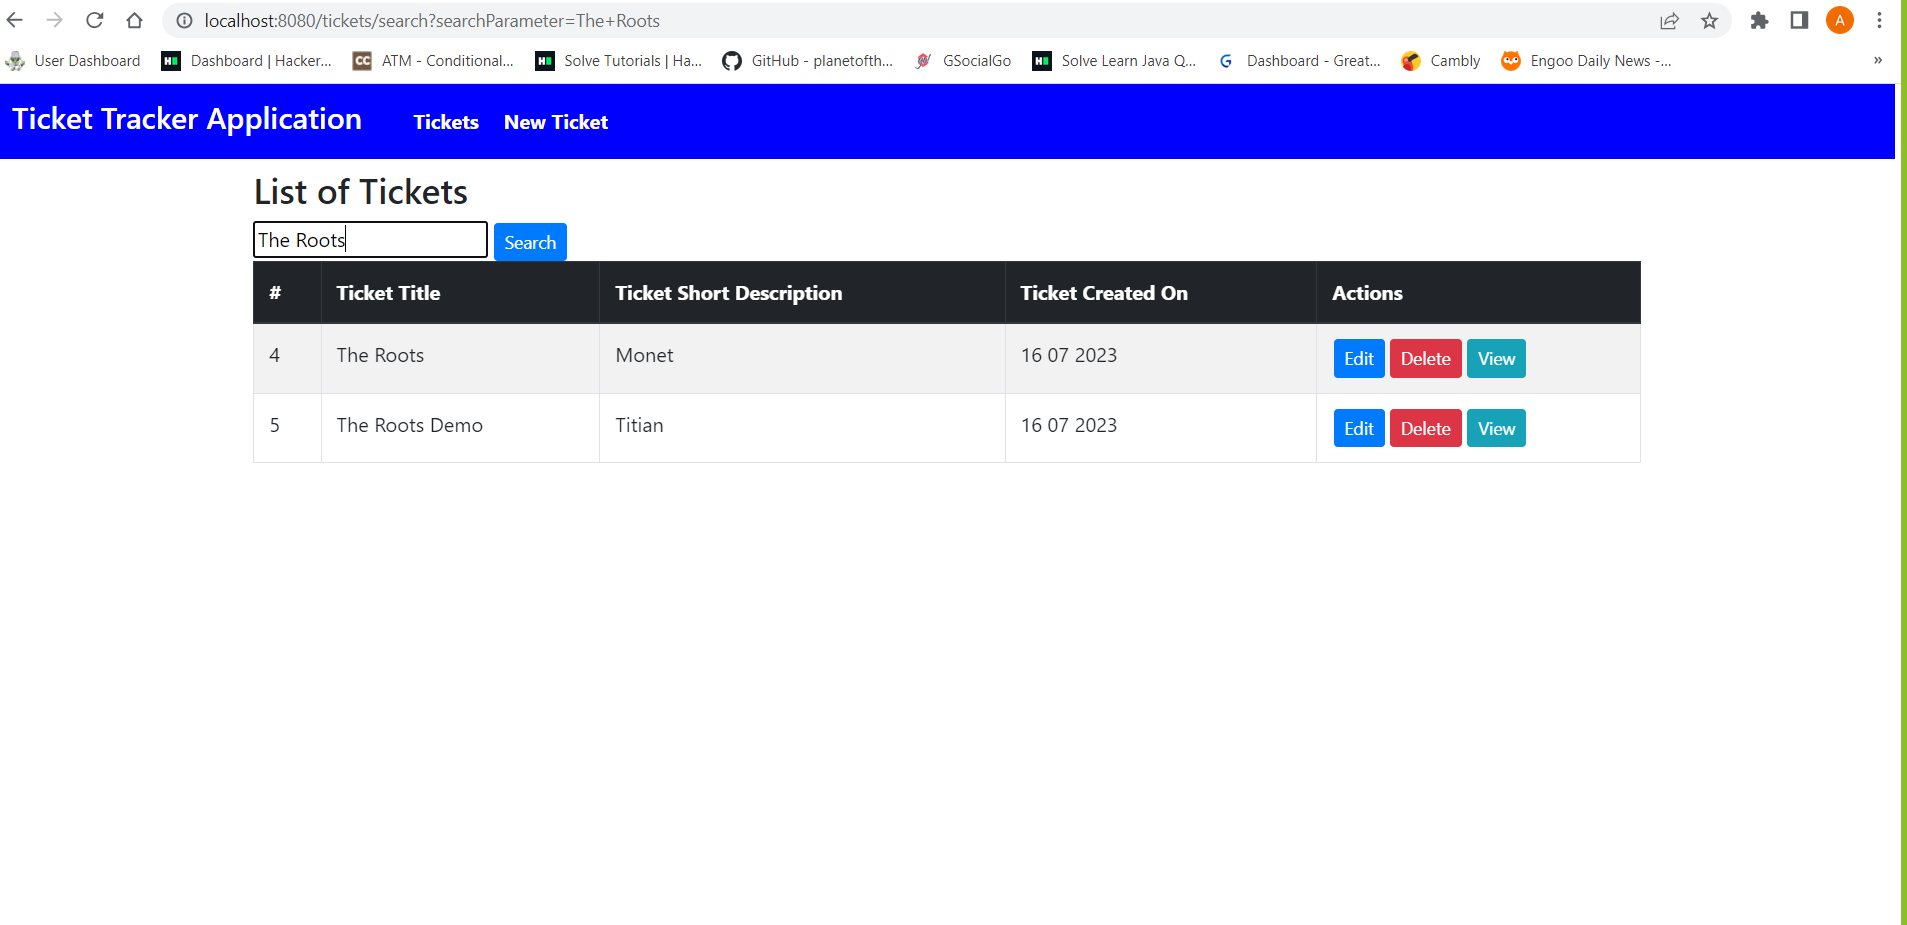 localhost:8080/tickets/search?searchParameter=The+Roots
A
User Dashboard
Dashboard | Hacker...
CC
ATM - Conditional...
Solve Tutorials | Ha...
GitHub - planetofth...
GSocialGo
Solve Learn Java Q...
G
Dashboard - Great...
Cambly
Engoo Daily News -...
»
Ticket Tracker Application Tickets New Ticket
List of Tickets
The Roots Search
# Ticket Title Ticket Short Description Ticket Created On Actions
4 The Roots Monet 16 07 2023 Edit Delete View
5 The Roots Demo Titian 16 07 2023 Edit Delete View